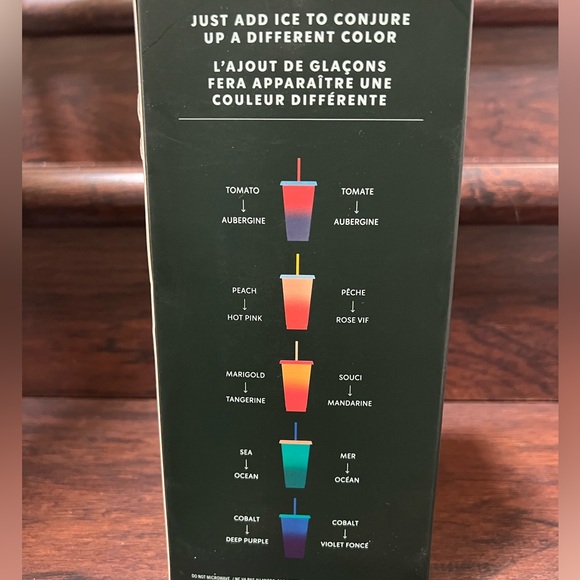 JUST ADD ICE TO CONJURE
UP A DIFFERENT COLOR
L'AJOUT DE GLAÇONS
FERA APPARAÎTRE UNE
COULEUR DIFFÉRENTE
TOMATO
↓
AUBERGINE
TOMATE
↓
AUBERGINE
PEACH
↓
HOT PINK
PÊCHE
↓
ROSE VIF
MARIGOLD
↓
TANGERINE
SOUCI
↓
MANDARINE
SEA
↓
OCEAN
MER
↓
OCÉAN
COBALT
↓
DEEP PURPLE
COBALT
↓
VIOLET FONCÉ
DO NOT MICROWAVE